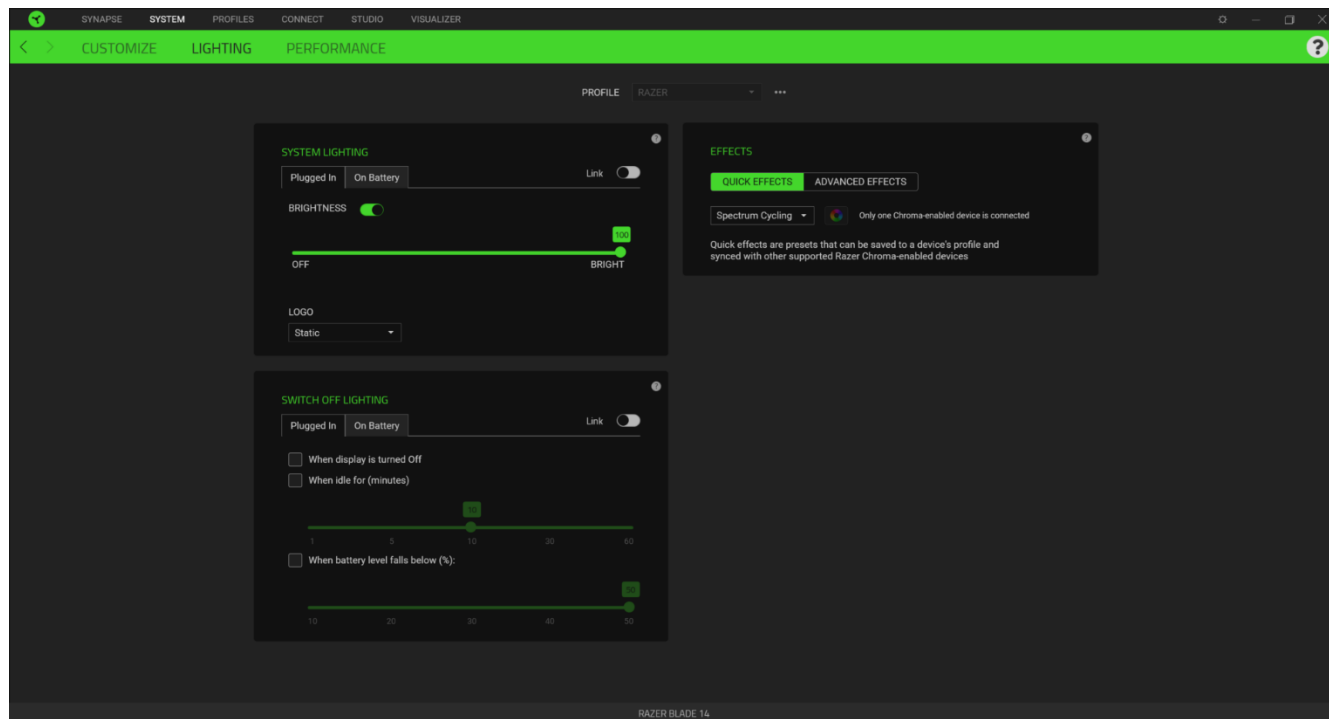 SYNAPSE SYSTEM PROFILES CONNECT STUDIO VISUALIZER
CUSTOMIZE LIGHTING PERFORMANCE ?
PROFILE RAZER
SYSTEM LIGHTING
Plugged In On Battery Link
BRIGHTNESS
100
OFF BRIGHT
LOGO
Static
SWITCH OFF LIGHTING
Plugged In On Battery Link
When display is turned Off
When idle for (minutes)
10
1 5 10 30 60
When battery level falls below (%):
50
10 20 30 40 50
EFFECTS
QUICK EFFECTS ADVANCED EFFECTS
Spectrum Cycling Only one Chroma-enabled device is connected
Quick effects are presets that can be saved to a device's profile and
synced with other supported Razer Chroma-enabled devices
RAZER BLADE 14